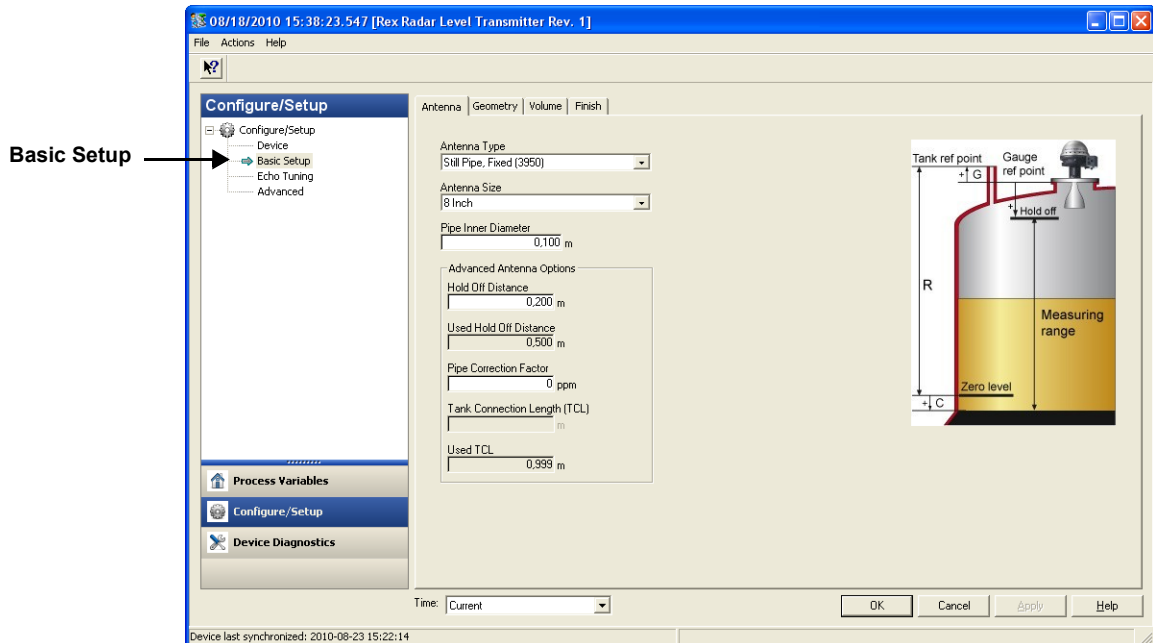 08/18/2010 15:38:23.547 [Rex Radar Level Transmitter Rev. 1]
File Actions Help
Configure/Setup
Configure/Setup
Device
Basic Setup
Echo Tuning
Advanced
Basic Setup
Process Variables
Configure/Setup
Device Diagnostics
Antenna Geometry Volume Finish
Antenna Type
Still Pipe, Fixed (3950)
Antenna Size
8 Inch
Pipe Inner Diameter
0,100 m
Advanced Antenna Options
Hold Off Distance
0,200 m
Used Hold Off Distance
0,500 m
Pipe Correction Factor
0 ppm
Tank Connection Length (TCL)
m
Used TCL
0,999 m
Tank ref point
Gauge
ref point
+ G
+ Hold off
R
Measuring
range
Zero level
+ C
Time: Current
OK Cancel Apply Help
Device last synchronized: 2010-08-23 15:22:14